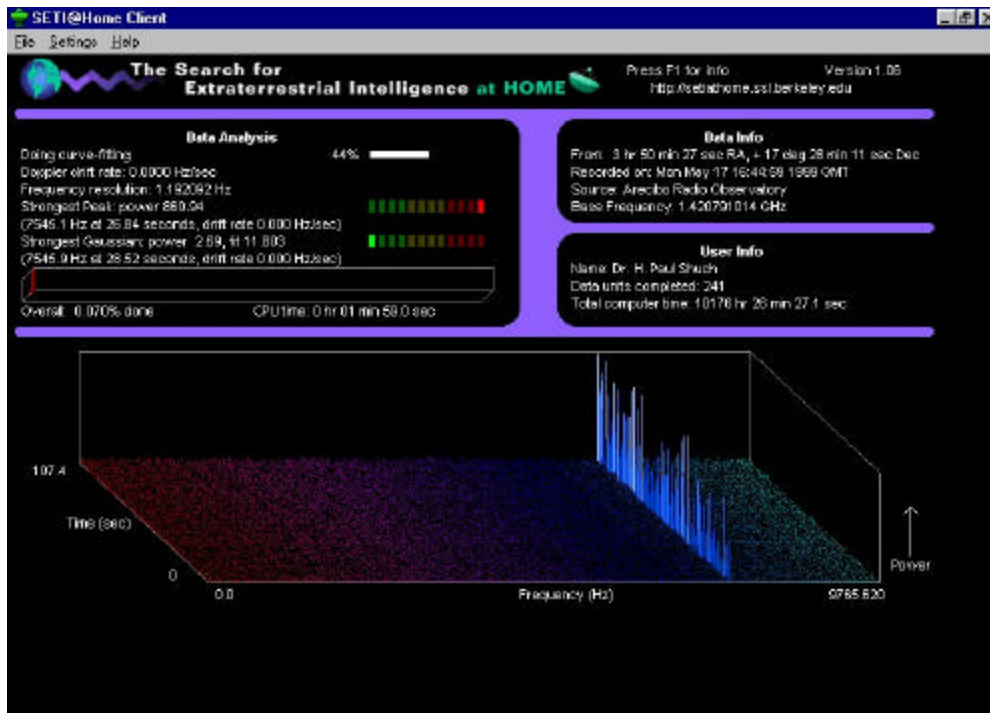 SETI@Home Client
File Settings Help
The Search for
Extraterrestrial Intelligence at HOME
Press F1 for info Version 1.06
http://setiathome.ssl.berkeley.edu
Data Analysis
Doing curve-fitting 44%
Doppler drift rate: 0.0000 Hz/sec
Frequency resolution: 1.192092 Hz
Strongest Peak: power 860.94
(7545.1 Hz at 26.84 seconds, drift rate 0.000 Hz/sec)
Strongest Gaussian: power 2.69, fit 11.803
(7545.9 Hz at 28.52 seconds, drift rate 0.000 Hz/sec)
Overall: 0.070% done CPU time: 0 hr 01 min 59.0 sec
Data Info
From: 3 hr 50 min 27 sec RA, + 17 deg 28 min 11 sec Dec
Recorded on: Mon May 17 16:44:59 1999 GMT
Source: Arecibo Radio Observatory
Base Frequency: 1.420791014 GHz
User Info
Name: Dr. H. Paul Shuch
Data units completed: 241
Total computer time: 10176 hr 26 min 27.1 sec
107.4
Time (sec)
0
0.0
Frequency (Hz)
9765.620
Power